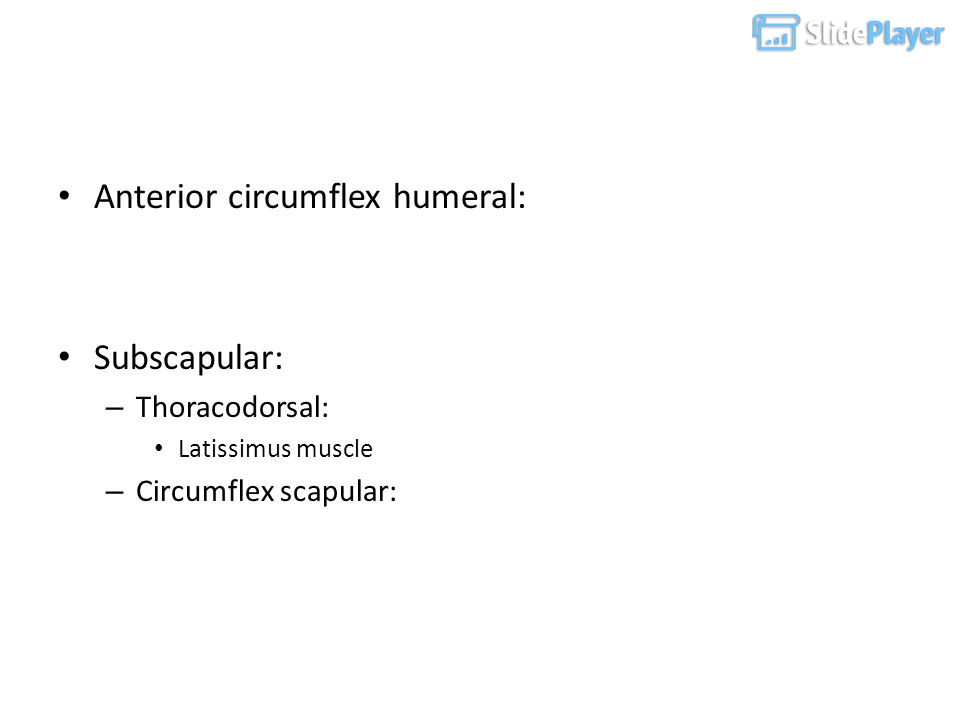 SlidePlayer
• Anterior circumflex humeral:
• Subscapular:
– Thoracodorsal:
• Latissimus muscle
– Circumflex scapular: